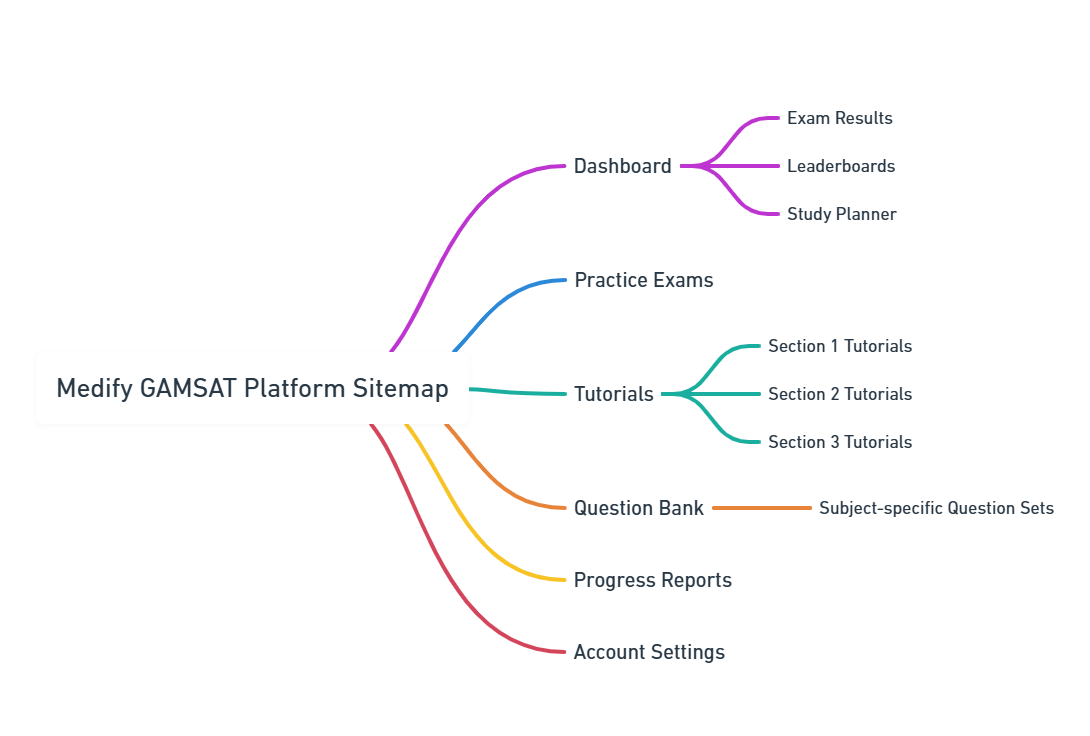 Medify GAMSAT Platform Sitemap
Dashboard
Exam Results
Leaderboards
Study Planner
Practice Exams
Tutorials
Section 1 Tutorials
Section 2 Tutorials
Section 3 Tutorials
Question Bank
Subject-specific Question Sets
Progress Reports
Account Settings